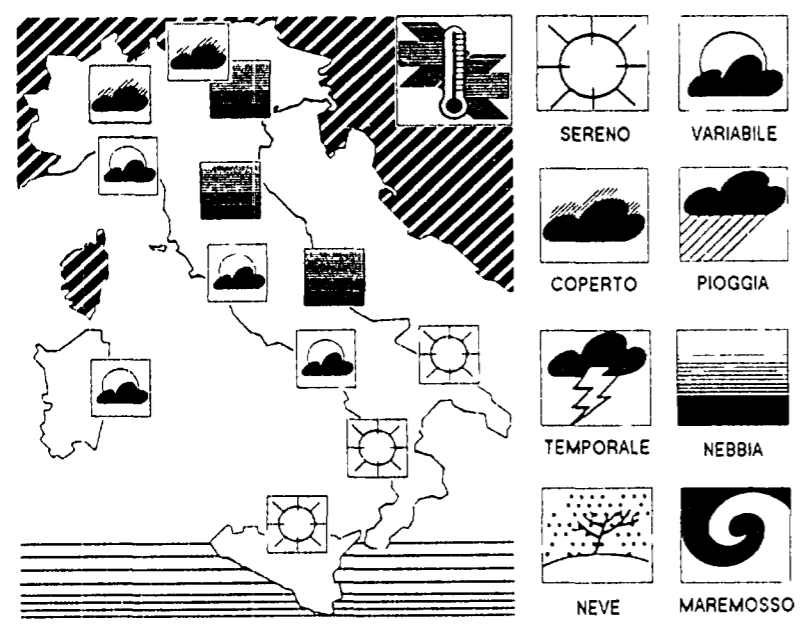 SERENO
VARIABILE
COPERTO
PIOGGIA
TEMPORALE
NEBBIA
NEVE
MAREMOSSO